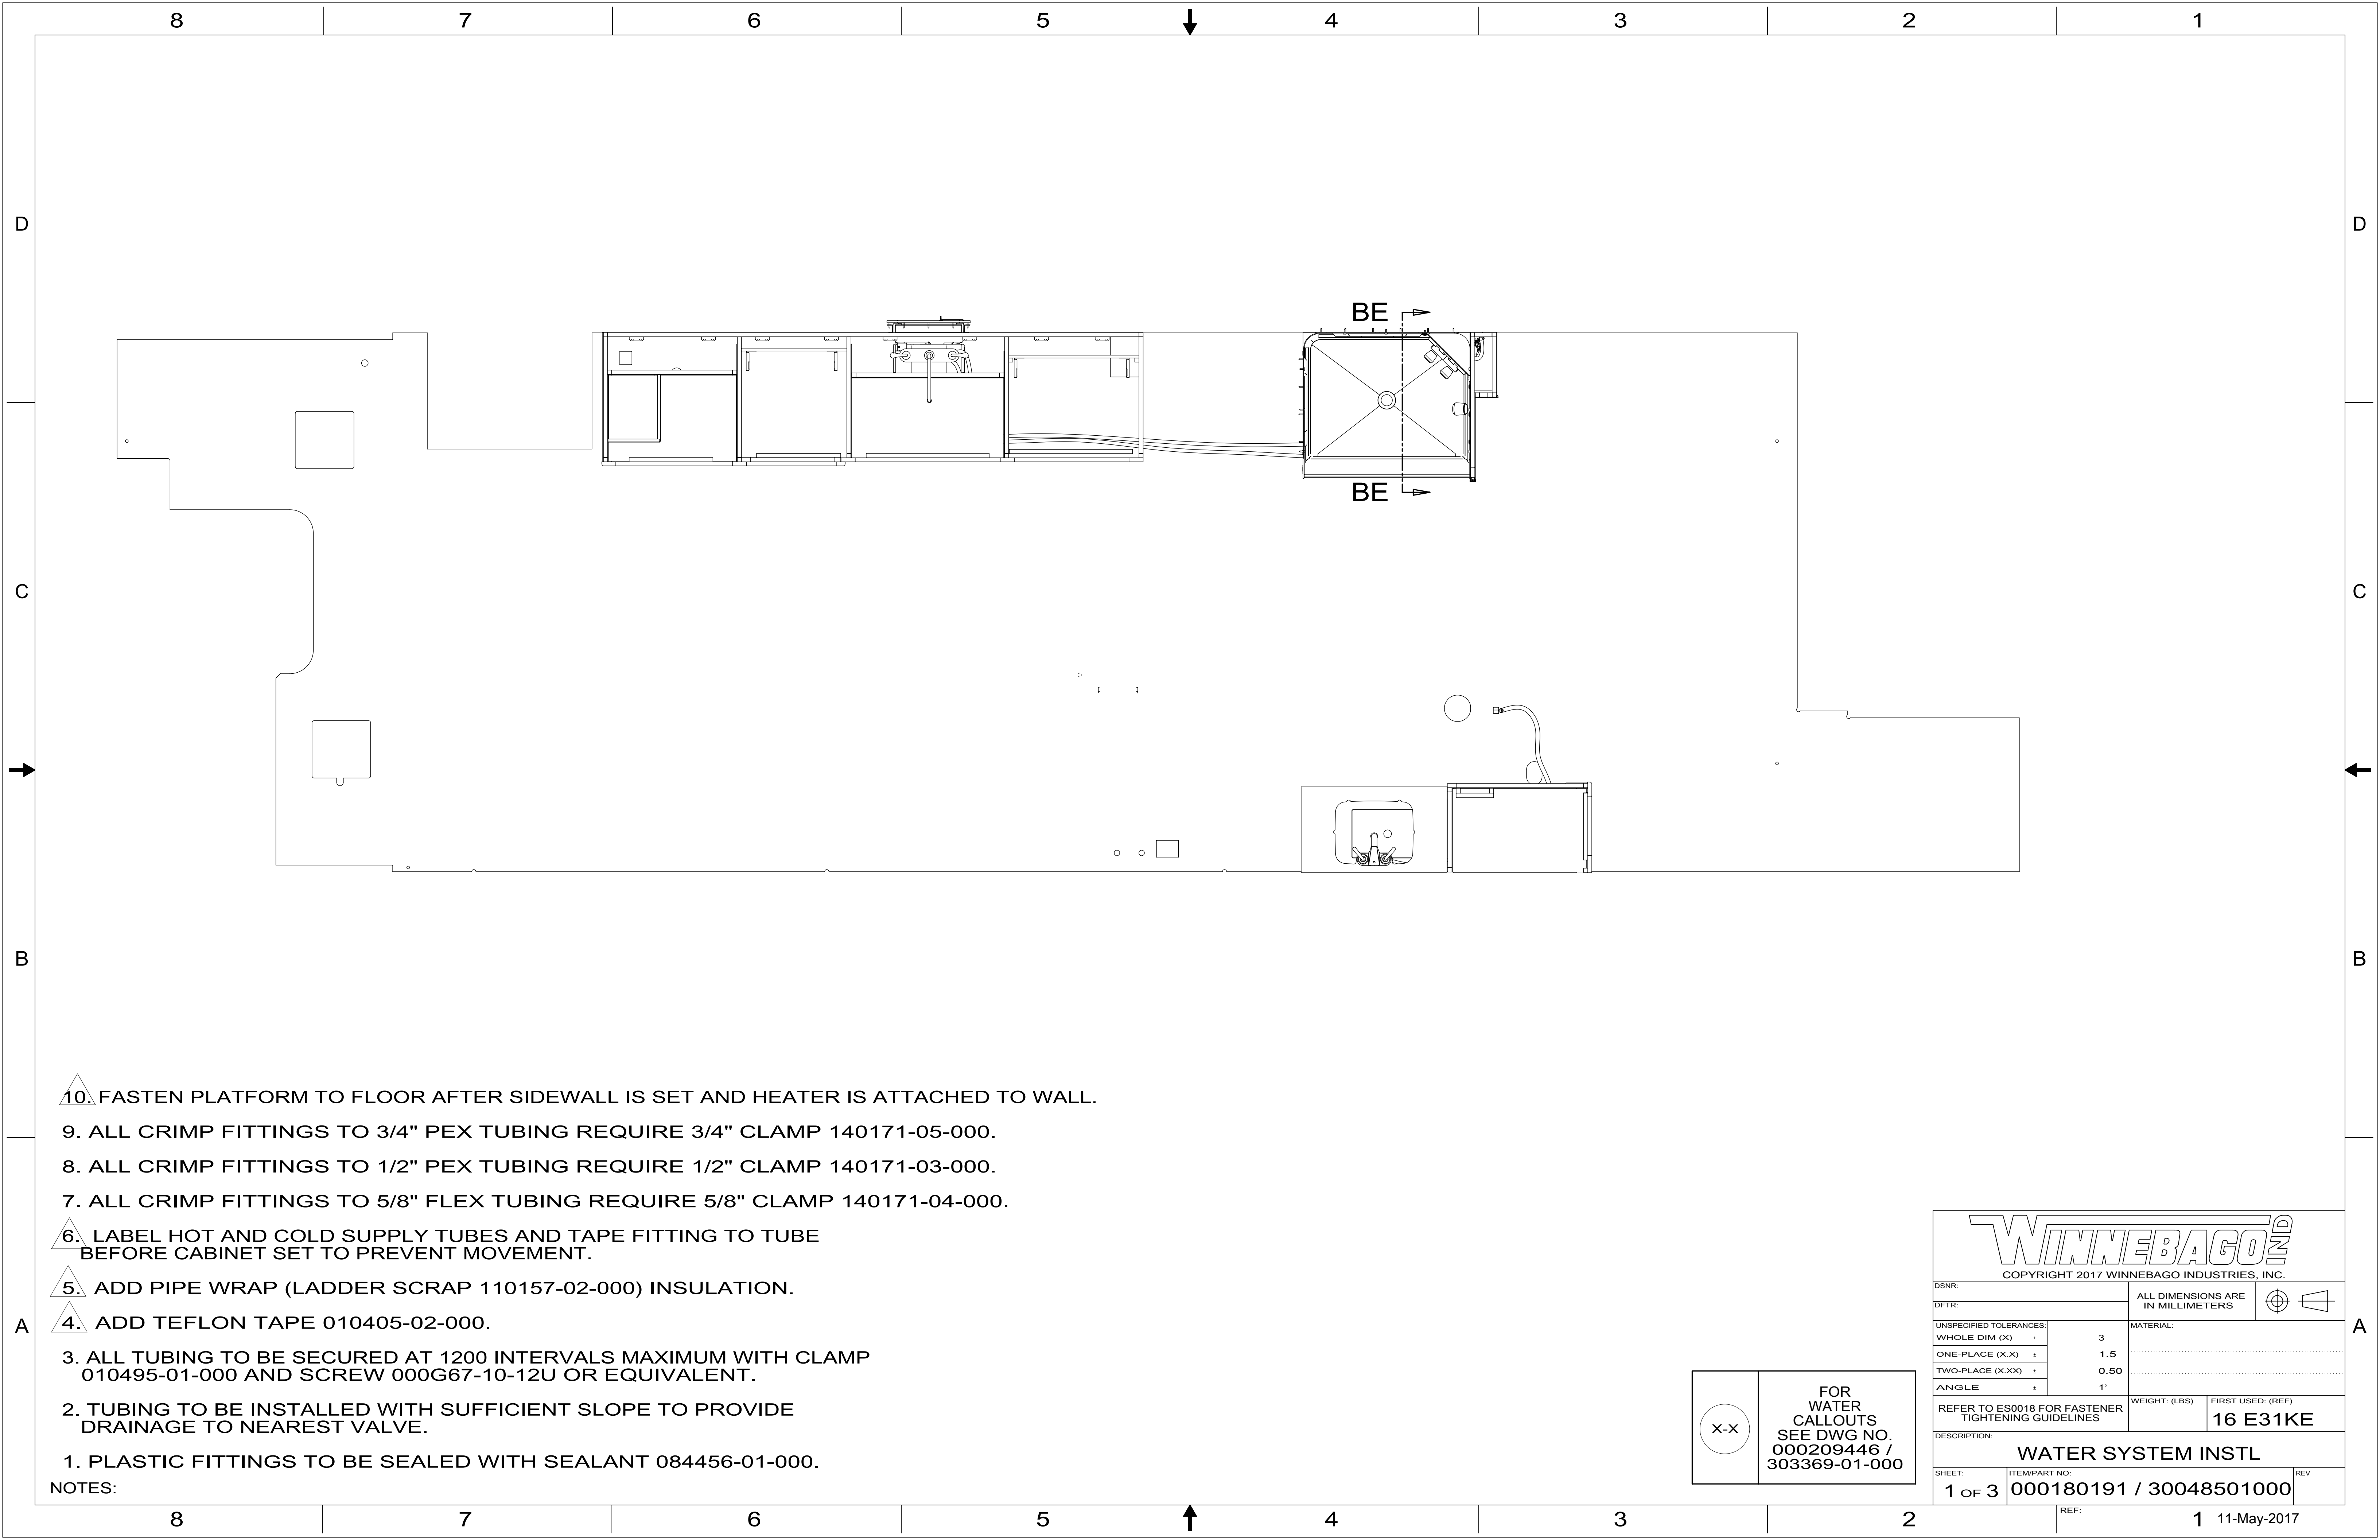 8 7 6 5 4 3 2 1
D D
BE
BE
C C
B B
10. FASTEN PLATFORM TO FLOOR AFTER SIDEWALL IS SET AND HEATER IS ATTACHED TO WALL.
9. ALL CRIMP FITTINGS TO 3/4" PEX TUBING REQUIRE 3/4" CLAMP 140171-05-000.
8. ALL CRIMP FITTINGS TO 1/2" PEX TUBING REQUIRE 1/2" CLAMP 140171-03-000.
7. ALL CRIMP FITTINGS TO 5/8" FLEX TUBING REQUIRE 5/8" CLAMP 140171-04-000.
6. LABEL HOT AND COLD SUPPLY TUBES AND TAPE FITTING TO TUBE
BEFORE CABINET SET TO PREVENT MOVEMENT.
5. ADD PIPE WRAP (LADDER SCRAP 110157-02-000) INSULATION.
4. ADD TEFLON TAPE 010405-02-000.
3. ALL TUBING TO BE SECURED AT 1200 INTERVALS MAXIMUM WITH CLAMP
010495-01-000 AND SCREW 000G67-10-12U OR EQUIVALENT.
2. TUBING TO BE INSTALLED WITH SUFFICIENT SLOPE TO PROVIDE
DRAINAGE TO NEAREST VALVE.
1. PLASTIC FITTINGS TO BE SEALED WITH SEALANT 084456-01-000.
NOTES:
A A
X-X
FOR
WATER
CALLOUTS
SEE DWG NO.
000209446 /
303369-01-000
WINNEBAGO IND
COPYRIGHT 2017 WINNEBAGO INDUSTRIES, INC.
DSNR:
DFTR:
ALL DIMENSIONS ARE
IN MILLIMETERS
UNSPECIFIED TOLERANCES:
WHOLE DIM (X) ± 3
ONE-PLACE (X.X) ± 1.5
TWO-PLACE (X.XX) ± 0.50
ANGLE ± 1°
MATERIAL:
REFER TO ES0018 FOR FASTENER
TIGHTENING GUIDELINES
WEIGHT: (LBS)
FIRST USED: (REF)
16 E31KE
DESCRIPTION:
WATER SYSTEM INSTL
SHEET:
1 OF 3
ITEM/PART NO:
000180191 / 30048501000
REV
REF:
8 7 6 5 4 3 2 1
11-May-2017